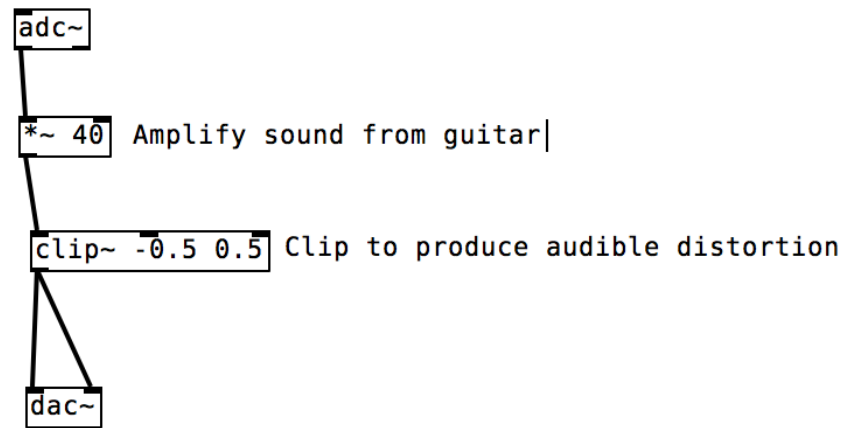 adc~
*~ 40 Amplify sound from guitar
clip~ -0.5 0.5 Clip to produce audible distortion
dac~